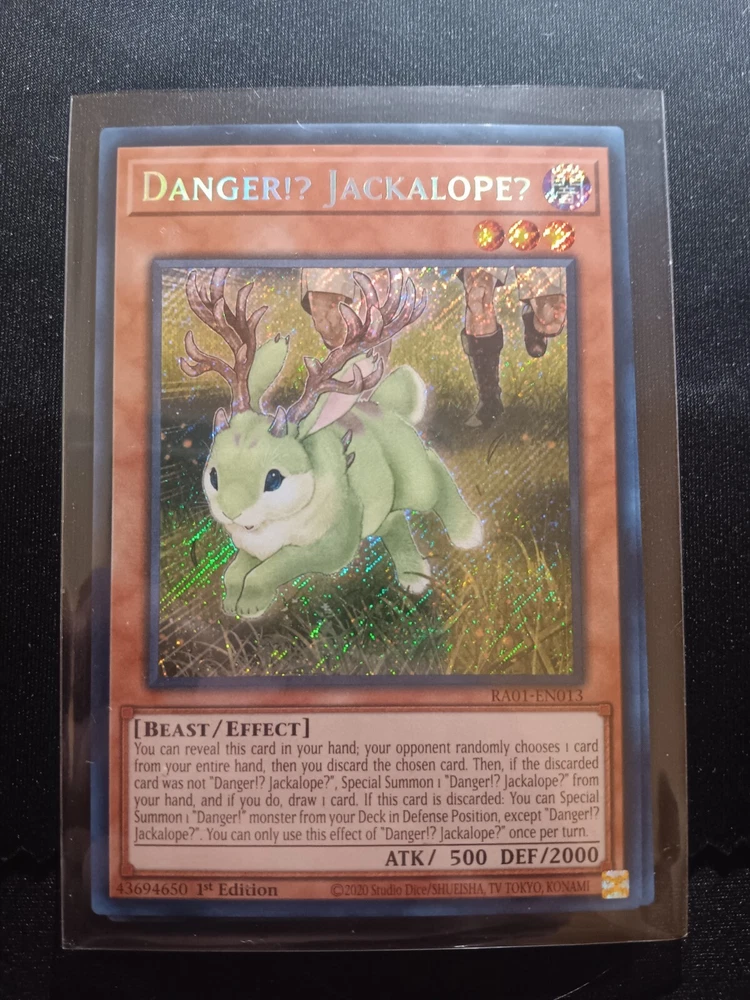 DANGER!? JACKALOPE?
闇
RA01-EN013
[BEAST/EFFECT]
You can reveal this card in your hand; your opponent randomly chooses 1 card
from your entire hand, then you discard the chosen card. Then, if the discarded
card was not "Danger!? Jackalope?", Special Summon 1 "Danger!? Jackalope?" from
your hand, and if you do, draw 1 card. If this card is discarded: You can Special
Summon 1 "Danger!" monster from your Deck in Defense Position, except "Danger!?
Jackalope?". You can only use this effect of "Danger!? Jackalope?" once per turn.
ATK/ 500 DEF/2000
43694650 1st Edition ©2020 Studio Dice/SHUEISHA, TV TOKYO, KONAMI